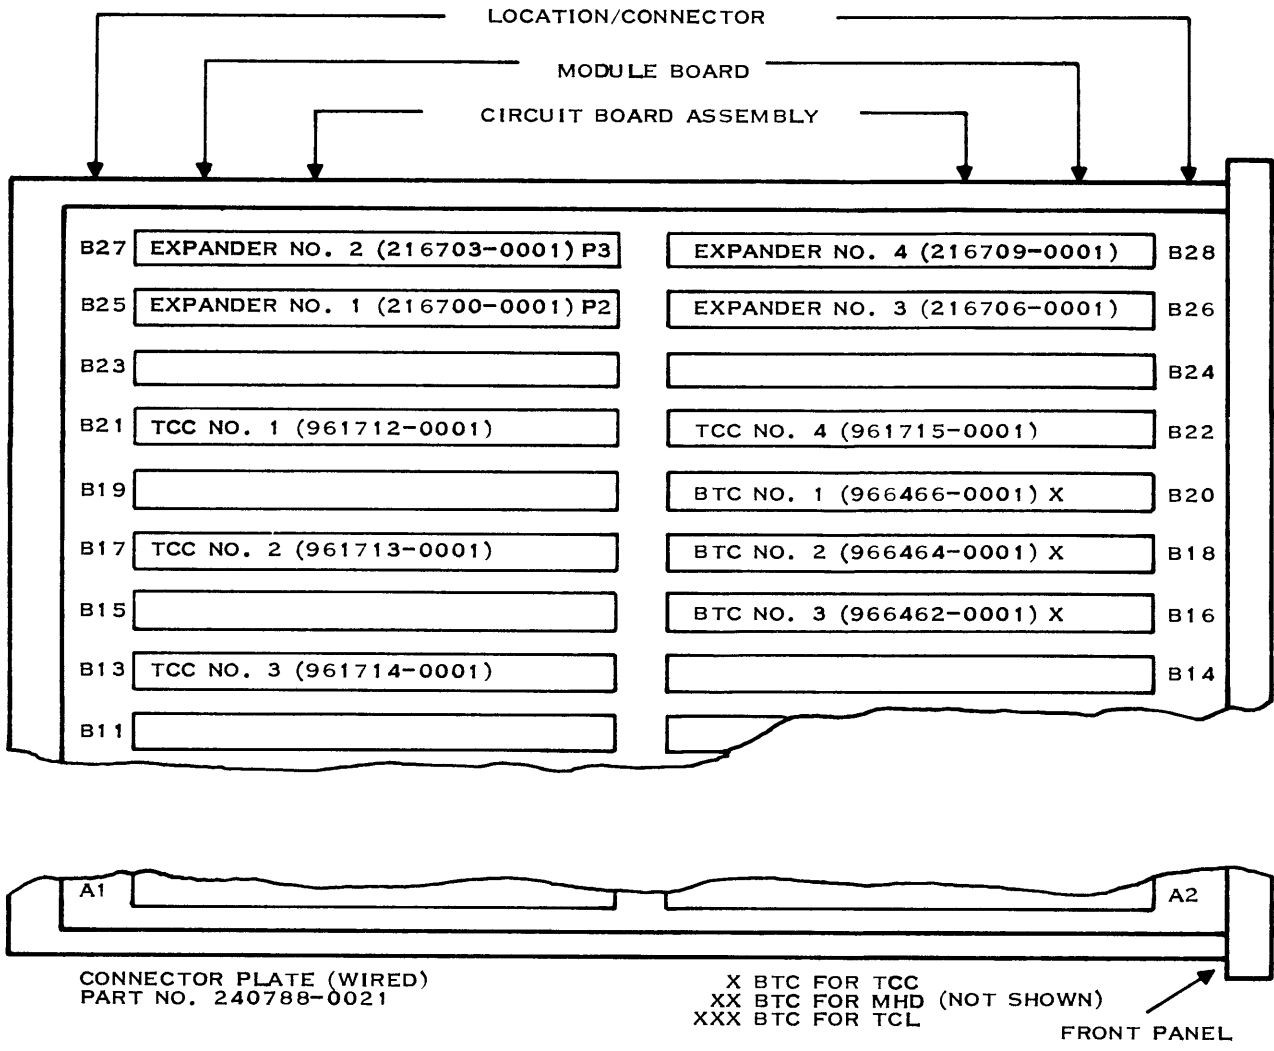 LOCATION/CONNECTOR
MODULE BOARD
CIRCUIT BOARD ASSEMBLY
B27 EXPANDER NO. 2 (216703-0001) P3 EXPANDER NO. 4 (216709-0001) B28
B25 EXPANDER NO. 1 (216700-0001) P2 EXPANDER NO. 3 (216706-0001) B26
B23 B24
B21 TCC NO. 1 (961712-0001) TCC NO. 4 (961715-0001) B22
B19 BTC NO. 1 (966466-0001) X B20
B17 TCC NO. 2 (961713-0001) BTC NO. 2 (966464-0001) X B18
B15 BTC NO. 3 (966462-0001) X B16
B13 TCC NO. 3 (961714-0001) B14
B11
A1 A2
CONNECTOR PLATE (WIRED)
PART NO. 240788-0021
X BTC FOR TCC
XX BTC FOR MHD (NOT SHOWN)
XXX BTC FOR TCL
FRONT PANEL